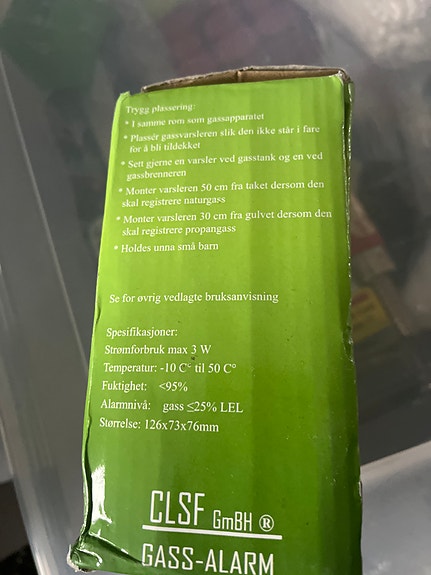 Trygg plassering:
* I samme rom som gassapparatet
* Plassér gassvarsleren slik den ikke står i fare
for å bli tildekket
* Sett gjerne en varsler ved gasstank og en ved
gassbrenneren
* Monter varsleren 50 cm fra taket dersom den
skal registrere naturgass
* Monter varsleren 30 cm fra gulvet dersom den
skal registrere propangass
* Holdes unna små barn
Se for øvrig vedlagte bruksanvisning
Spesifikasjoner:
Strømforbruk max 3 W
Temperatur: -10 C° til 50 C°
Fuktighet: <95%
Alarmnivå: gass ≤25% LEL
Størrelse: 126x73x76mm
CLSF GmBH ®
GASS-ALARM